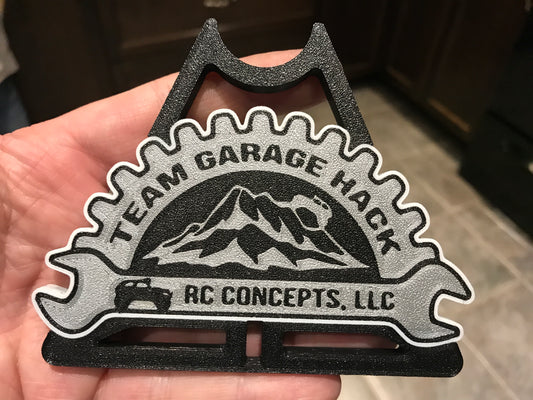 TEAM GARAGE HACK
RC CONCEPTS, LLC